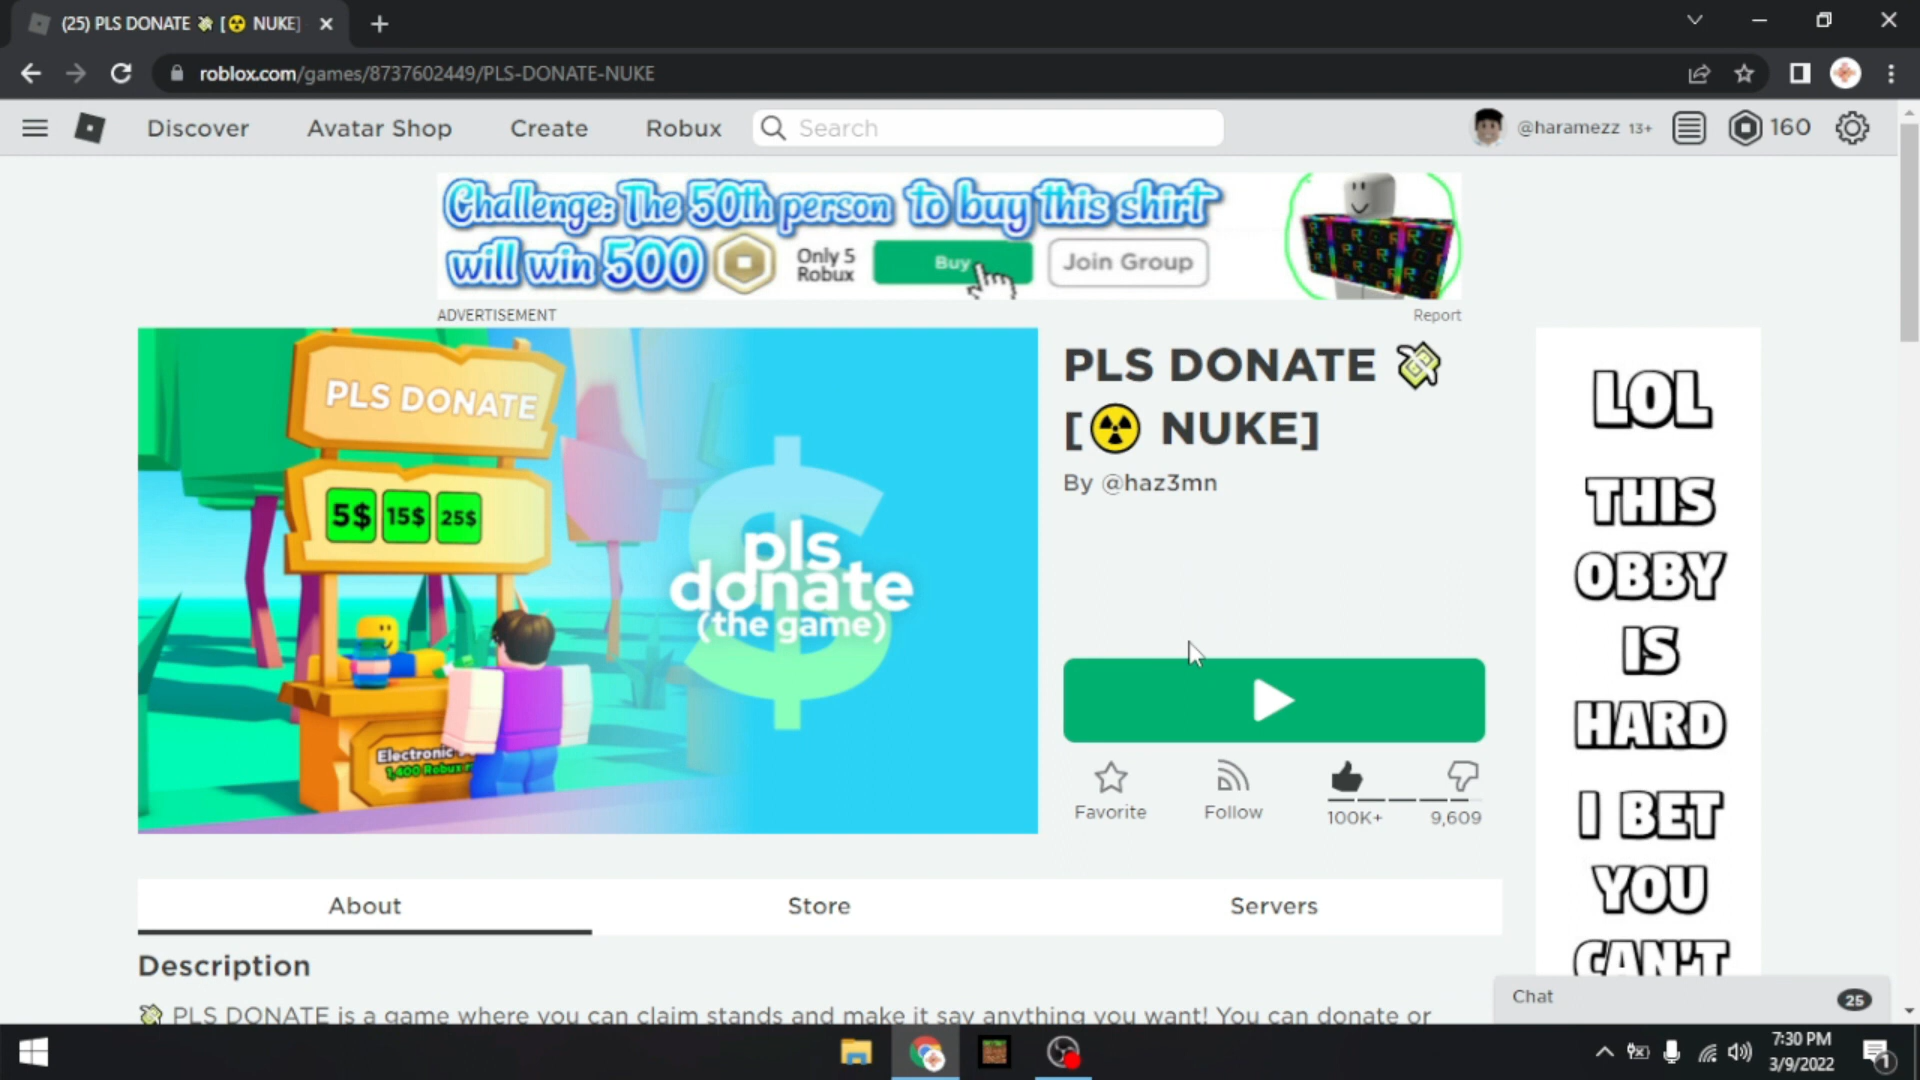 (25) PLS DONATE 💸 [☢ NUKE]
roblox.com/games/8737602449/PLS-DONATE-NUKE
Discover
Avatar Shop
Create
Robux
Search
@haramezz 13+
160
Challenge: The 50th person to buy this shirt
will win 500
Only 5
Robux
Buy
Join Group
ADVERTISEMENT
Report
PLS DONATE
5$ 15$ 25$
Electronic
1,400 Robux
pls
donate
(the game)
PLS DONATE 💸
[☢ NUKE]
By @haz3mn
Favorite
Follow
100K+
9,609
LOL
THIS
OBBY
IS
HARD
I BET
YOU
CAN'T
About
Store
Servers
Description
💸 PLS DONATE is a game where you can claim stands and make it say anything you want! You can donate or
Chat
25
7:30 PM
3/9/2022
1